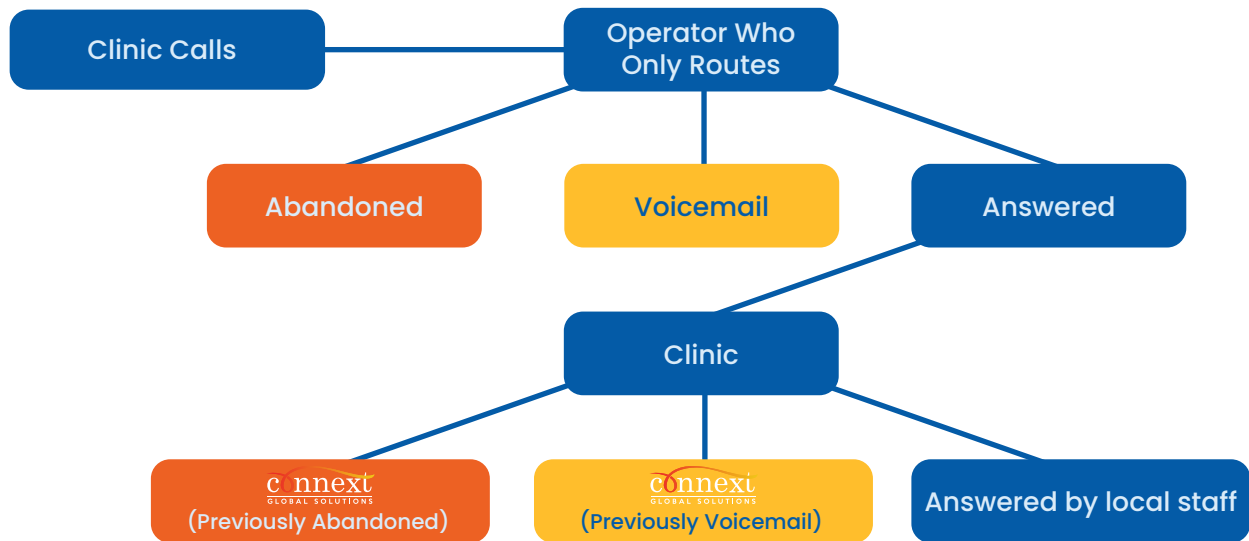 Clinic Calls
Operator Who
Only Routes
Abandoned
Voicemail
Answered
Clinic
connext
GLOBAL SOLUTIONS
(Previously Abandoned)
connext
GLOBAL SOLUTIONS
(Previously Voicemail)
Answered by local staff